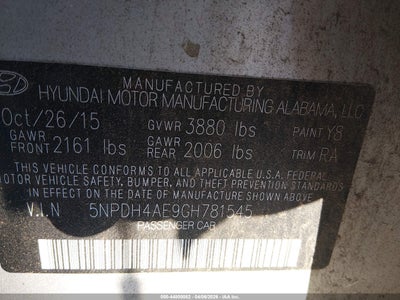 MANUFACTURED BY
HYUNDAI MOTOR MANUFACTURING ALABAMA, LLC
Oct/26/15 GVWR 3880 lbs PAINT Y8
GAWR FRONT 2161 lbs GAWR REAR 2006 lbs TRIM RA
THIS VEHICLE CONFORMS TO ALL APPLICABLE U.S.A. FEDERAL
MOTOR VEHICLE SAFETY, BUMPER, AND THEFT PREVENTION STANDARDS
IN EFFECT ON THE DATE OF MANUFACTURE SHOWN ABOVE.
V.I.N 5NPDH4AE9GH781545
PASSENGER CAR